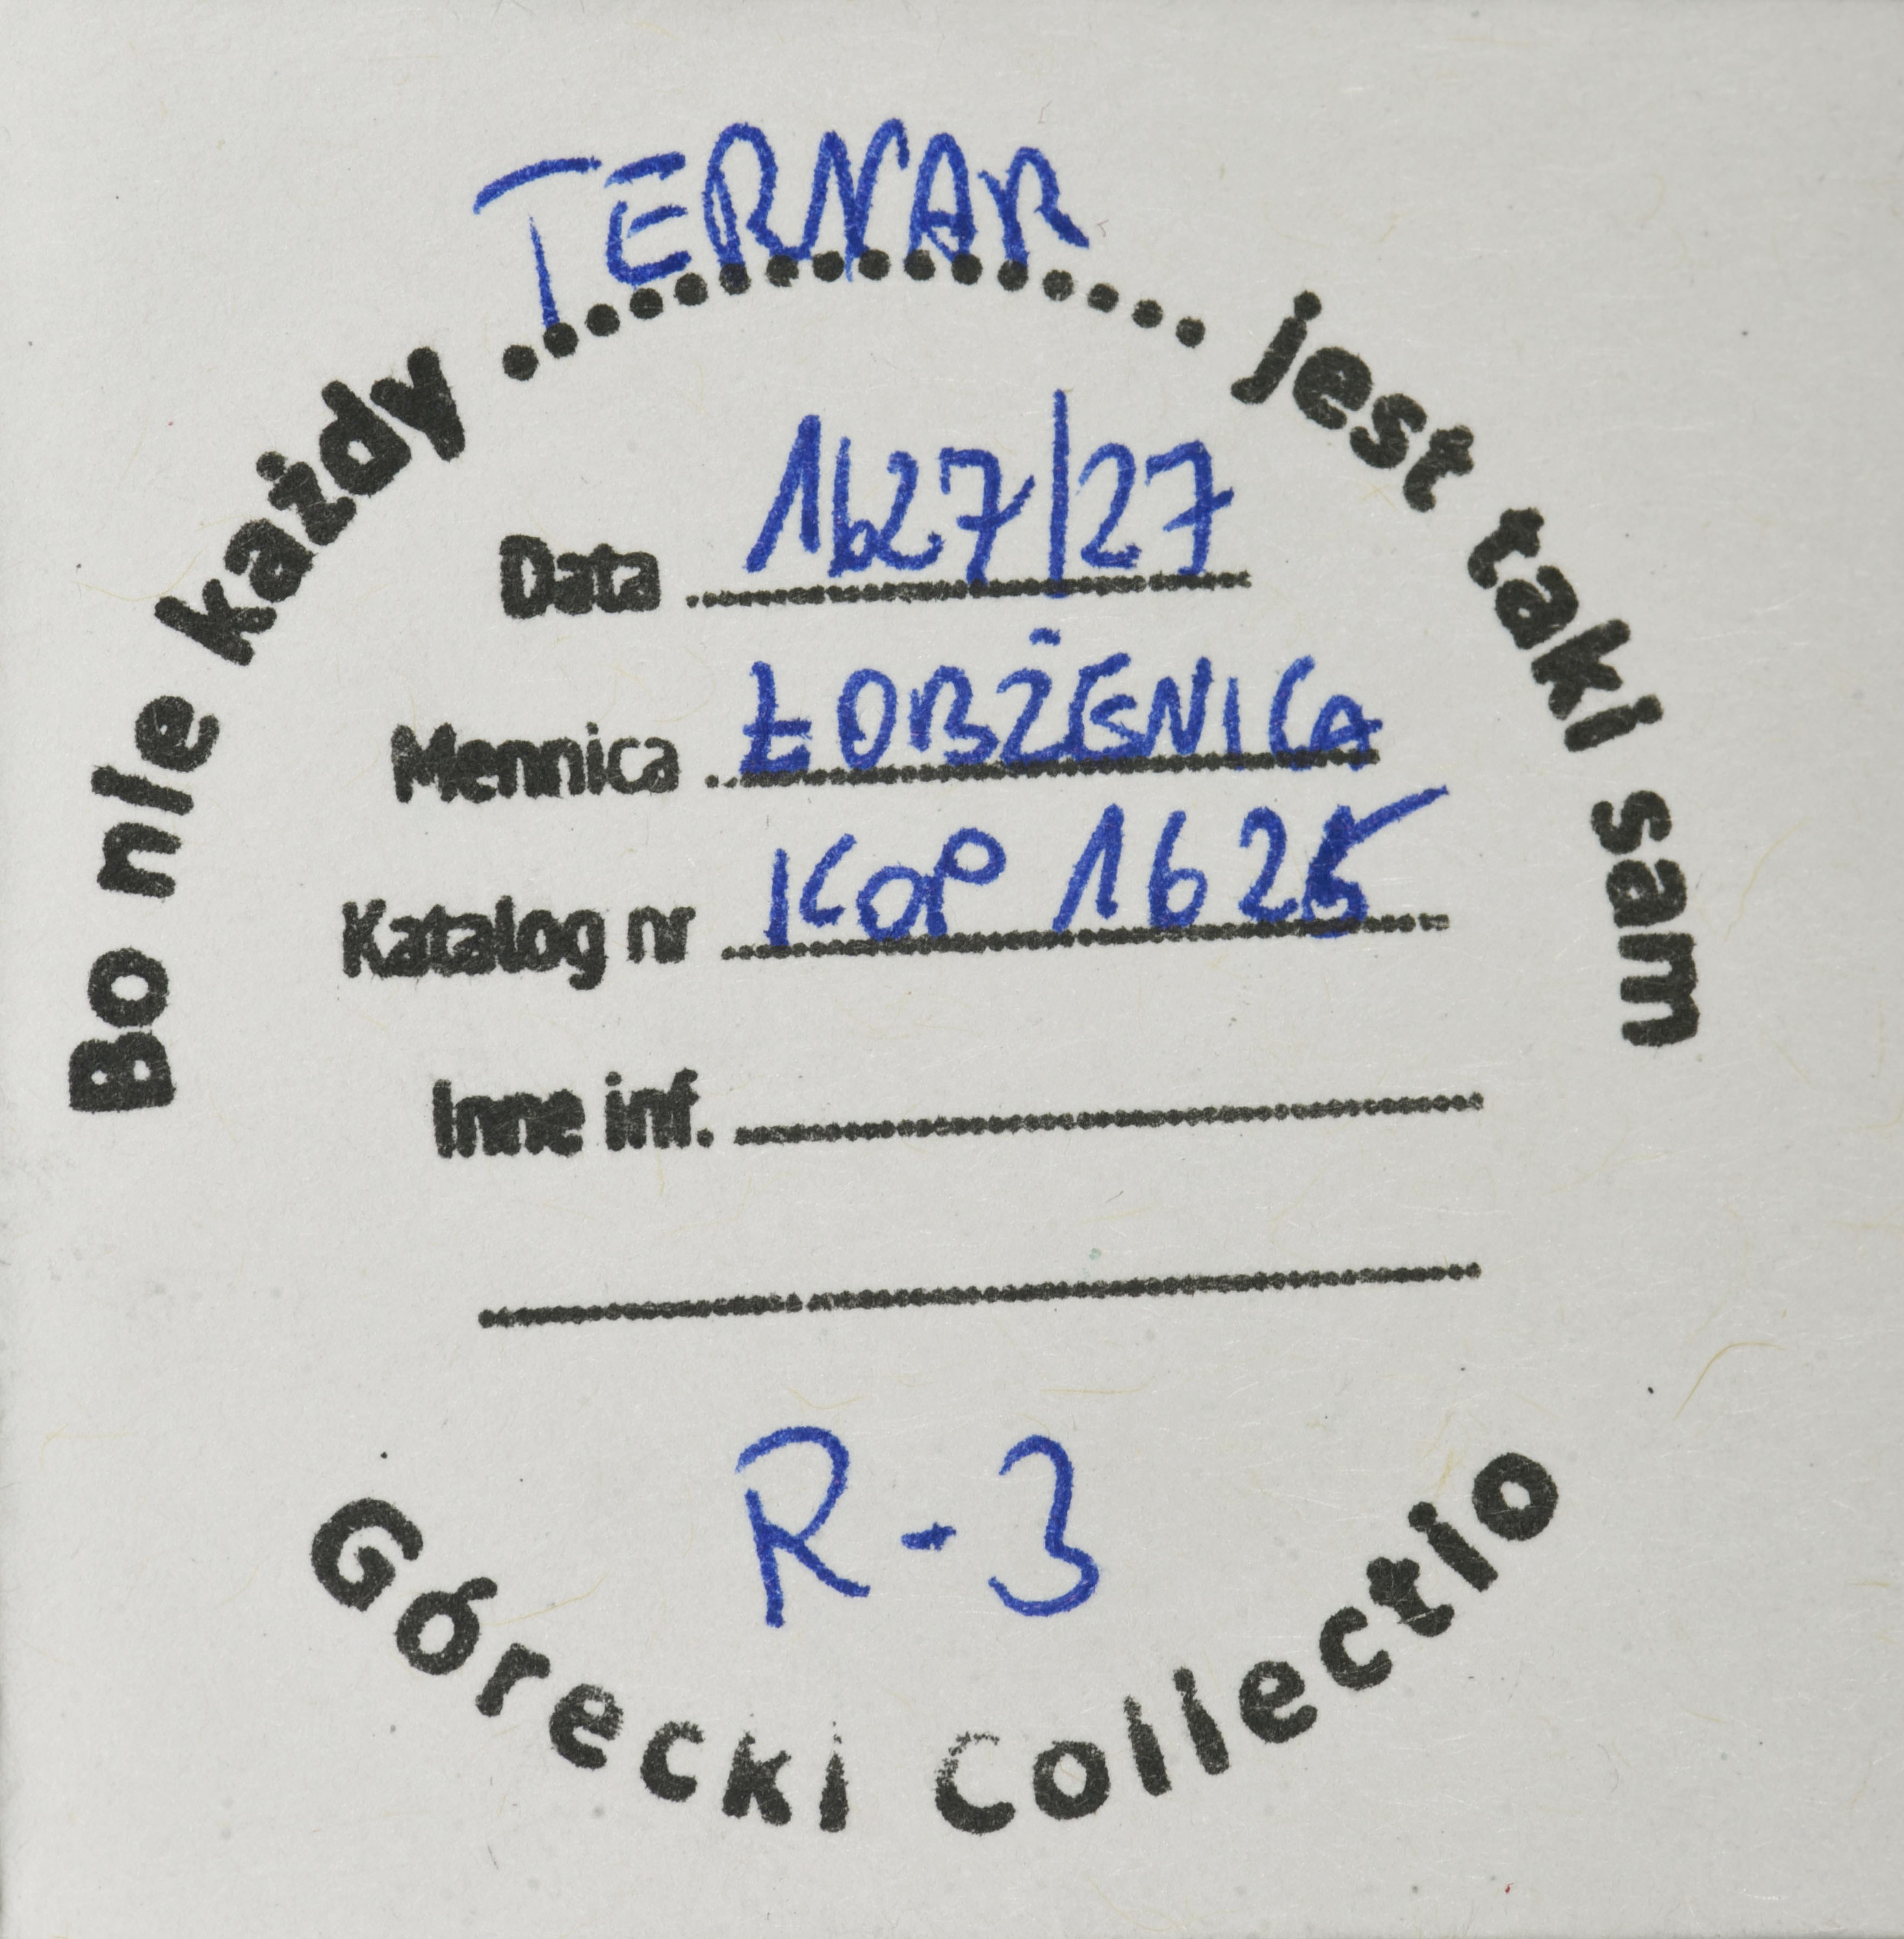 Bo nie każdy TERNAR jest taki sam
Data 1627/27
Mennica ŁOBŻENICA
Katalog nr KOP 1625
Inne inf.
R-3
Górecki Collectio